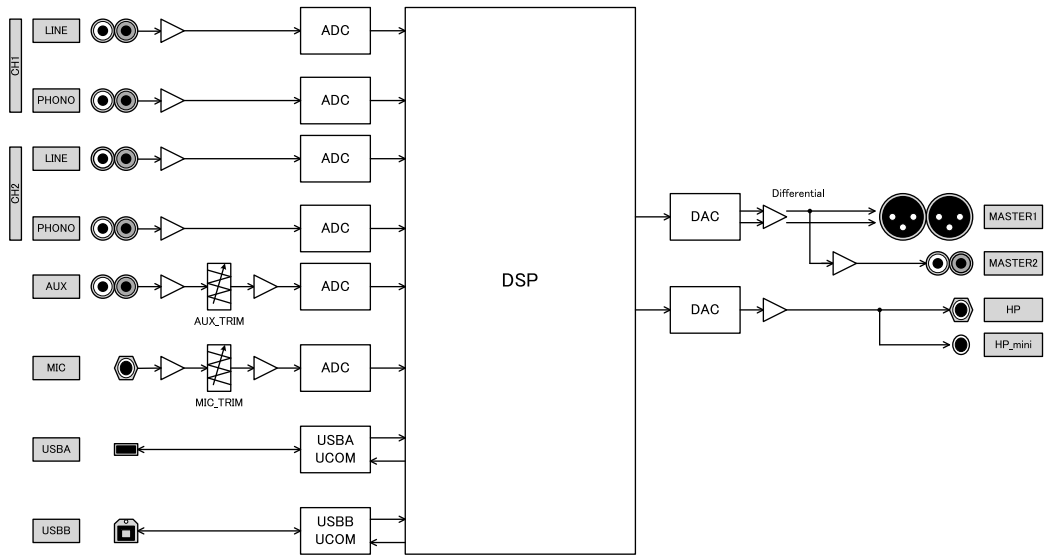 CH1
LINE
ADC
PHONO
ADC
CH2
LINE
ADC
PHONO
ADC
AUX
AUX_TRIM
ADC
MIC
MIC_TRIM
ADC
USBA
USBA
UCOM
USBB
USBB
UCOM
DSP
DAC
Differential
MASTER1
MASTER2
DAC
HP
HP_mini